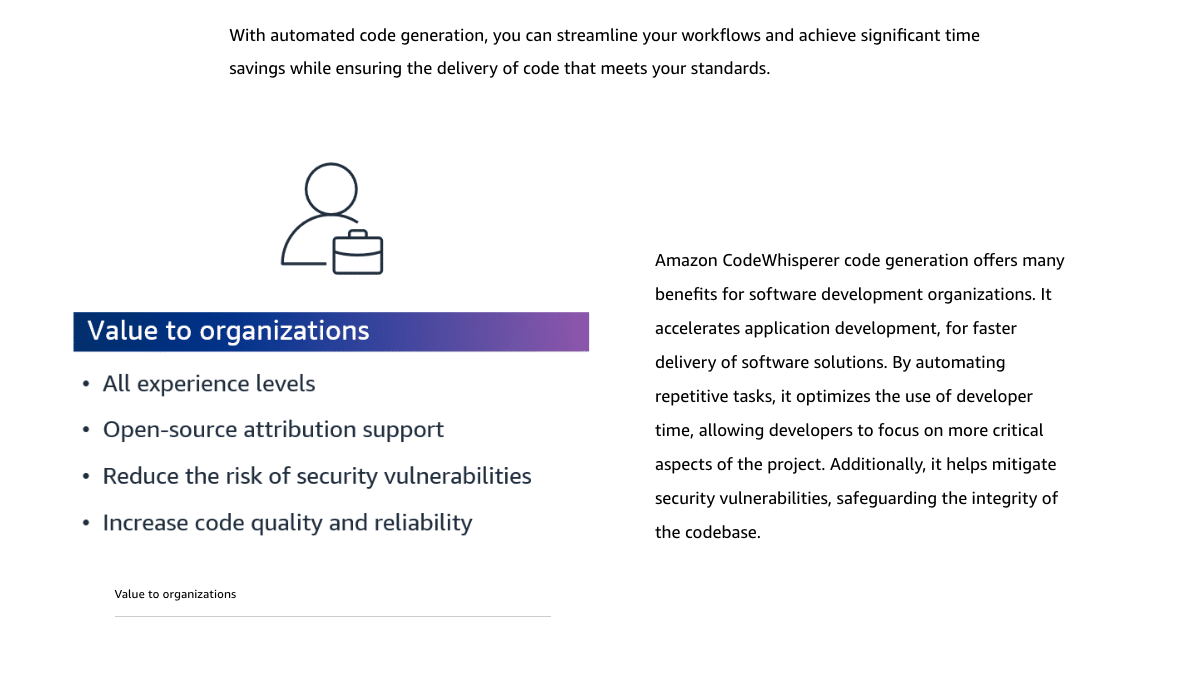 With automated code generation, you can streamline your workflows and achieve significant time
savings while ensuring the delivery of code that meets your standards.
Value to organizations
• All experience levels
• Open-source attribution support
• Reduce the risk of security vulnerabilities
• Increase code quality and reliability
Value to organizations
Amazon CodeWhisperer code generation offers many
benefits for software development organizations. It
accelerates application development, for faster
delivery of software solutions. By automating
repetitive tasks, it optimizes the use of developer
time, allowing developers to focus on more critical
aspects of the project. Additionally, it helps mitigate
security vulnerabilities, safeguarding the integrity of
the codebase.